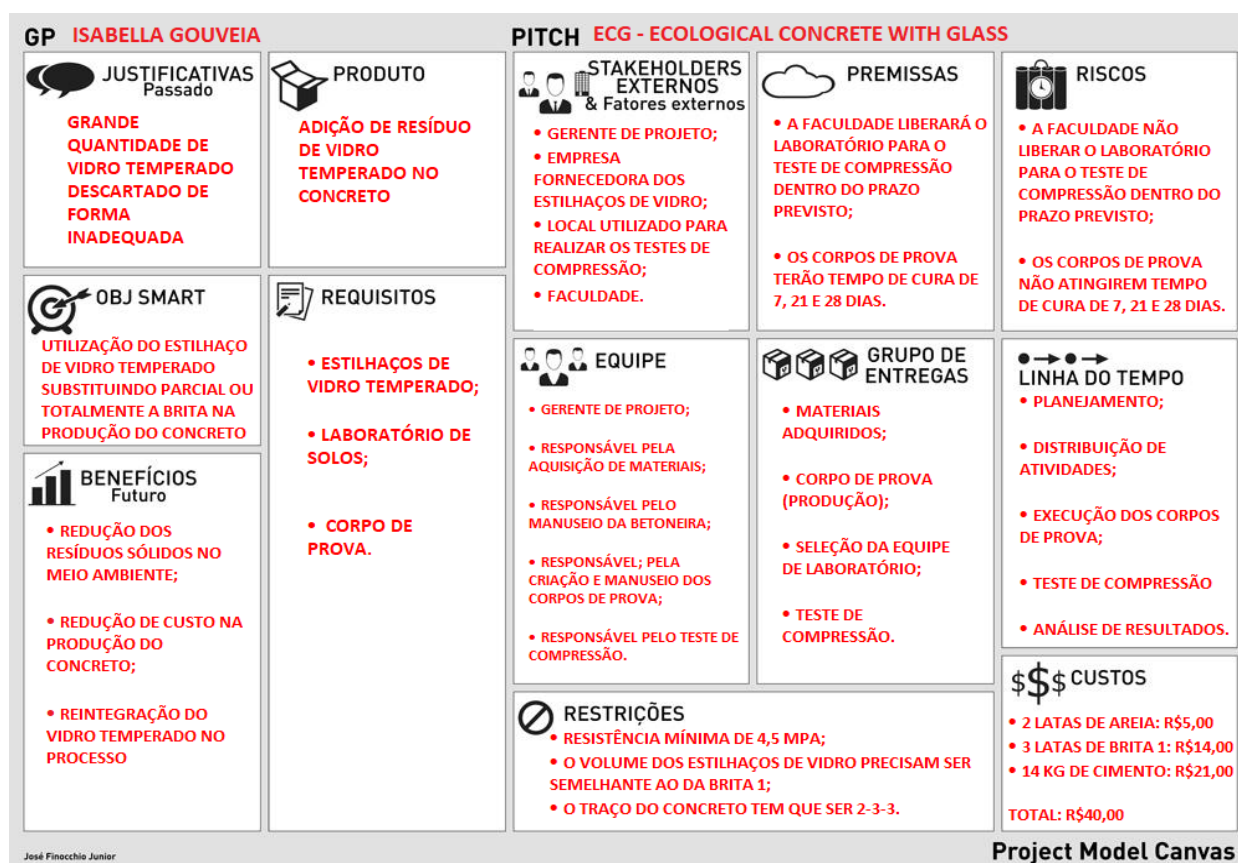 GP ISABELLA GOUVEIA
PITCH ECG - ECOLOGICAL CONCRETE WITH GLASS
JUSTIFICATIVAS
Passado
GRANDE
QUANTIDADE DE
VIDRO TEMPERADO
DESCARTADO DE
FORMA
INADEQUADA
PRODUTO
ADIÇÃO DE RESÍDUO
DE VIDRO
TEMPERADO NO
CONCRETO
STAKEHOLDERS
EXTERNOS
& Fatores externos
• GERENTE DE PROJETO;
• EMPRESA
FORNECEDORA DOS
ESTILHAÇOS DE VIDRO;
• LOCAL UTILIZADO PARA
REALIZAR OS TESTES DE
COMPRESSÃO;
• FACULDADE.
PREMISSAS
• A FACULDADE LIBERARÁ O
LABORATÓRIO PARA O
TESTE DE COMPRESSÃO
DENTRO DO PRAZO
PREVISTO;
• OS CORPOS DE PROVA
TERÃO TEMPO DE CURA DE
7, 21 E 28 DIAS.
RISCOS
• A FACULDADE NÃO
LIBERAR O LABORATÓRIO
PARA O TESTE DE
COMPRESSÃO DENTRO DO
PRAZO PREVISTO;
• OS CORPOS DE PROVA
NÃO ATINGIREM TEMPO
DE CURA DE 7, 21 E 28 DIAS.
OBJ SMART
UTILIZAÇÃO DO ESTILHAÇO
DE VIDRO TEMPERADO
SUBSTITUINDO PARCIAL OU
TOTALMENTE A BRITA NA
PRODUÇÃO DO CONCRETO
REQUISITOS
• ESTILHAÇOS DE
VIDRO TEMPERADO;
• LABORATÓRIO DE
SOLOS;
• CORPO DE
PROVA.
EQUIPE
• GERENTE DE PROJETO;
• RESPONSÁVEL PELA
AQUISIÇÃO DE MATERIAIS;
• RESPONSÁVEL PELO
MANUSEIO DA BETONEIRA;
• RESPONSÁVEL; PELA
CRIAÇÃO E MANUSEIO DOS
CORPOS DE PROVA;
• RESPONSÁVEL PELO TESTE DE
COMPRESSÃO.
GRUPO DE
ENTREGAS
• MATERIAIS
ADQUIRIDOS;
• CORPO DE PROVA
(PRODUÇÃO);
• SELEÇÃO DA EQUIPE
DE LABORATÓRIO;
• TESTE DE
COMPRESSÃO.
LINHA DO TEMPO
• PLANEJAMENTO;
• DISTRIBUIÇÃO DE
ATIVIDADES;
• EXECUÇÃO DOS CORPOS
DE PROVA;
• TESTE DE COMPRESSÃO
• ANÁLISE DE RESULTADOS.
BENEFÍCIOS
Futuro
• REDUÇÃO DOS
RESÍDUOS SÓLIDOS NO
MEIO AMBIENTE;
• REDUÇÃO DE CUSTO NA
PRODUÇÃO DO
CONCRETO;
• REINTEGRAÇÃO DO
VIDRO TEMPERADO NO
PROCESSO
RESTRIÇÕES
• RESISTÊNCIA MÍNIMA DE 4,5 MPA;
• O VOLUME DOS ESTILHAÇOS DE VIDRO PRECISAM SER
SEMELHANTE AO DA BRITA 1;
• O TRAÇO DO CONCRETO TEM QUE SER 2-3-3.
$$$ CUSTOS
• 2 LATAS DE AREIA: R$5,00
• 3 LATAS DE BRITA 1: R$14,00
• 14 KG DE CIMENTO: R$21,00
TOTAL: R$40,00
José Finocchio Junior
Project Model Canvas